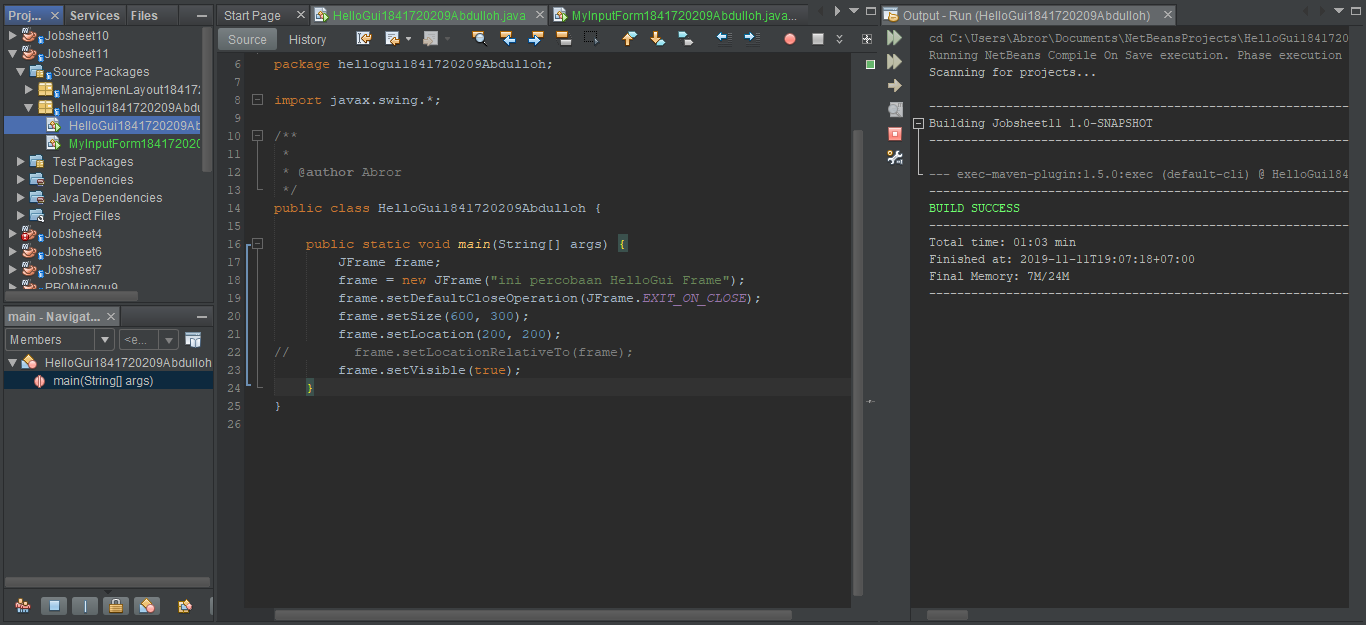 Proj...
Services
Files
Jobsheet10
Jobsheet11
Source Packages
ManajemenLayout18417
hellogui1841720209Abdu
HelloGui1841720209Ab
MyInputForm184172020
Test Packages
Dependencies
Java Dependencies
Project Files
Jobsheet4
Jobsheet6
Jobsheet7
PBOMinggu9
main - Navigat...
Members
<e...
HelloGui1841720209Abdulloh
main(String[] args)
Start Page
HelloGui1841720209Abdulloh.java
MyInputForm1841720209Abdulloh.java...
Source
History
6 package hellogui1841720209Abdulloh;
7
8 import javax.swing.*;
9
10 /**
11 *
12 * @author Abror
13 */
14 public class HelloGui1841720209Abdulloh {
15
16 public static void main(String[] args) {
17 JFrame frame;
18 frame = new JFrame("ini percobaan HelloGui Frame");
19 frame.setDefaultCloseOperation(JFrame.EXIT_ON_CLOSE);
20 frame.setSize(600, 300);
21 frame.setLocation(200, 200);
22 // frame.setLocationRelativeTo(frame);
23 frame.setVisible(true);
24 }
25 }
26
Output - Run (HelloGui1841720209Abdulloh)
cd C:\Users\Abror\Documents\NetBeansProjects\HelloGui1841720
Running NetBeans Compile On Save execution. Phase execution
Scanning for projects...
------------------------------------------------------------
Building Jobsheet11 1.0-SNAPSHOT
------------------------------------------------------------
--- exec-maven-plugin:1.5.0:exec (default-cli) @ HelloGui184
------------------------------------------------------------
BUILD SUCCESS
------------------------------------------------------------
Total time: 01:03 min
Finished at: 2019-11-11T19:07:18+07:00
Final Memory: 7M/24M
------------------------------------------------------------